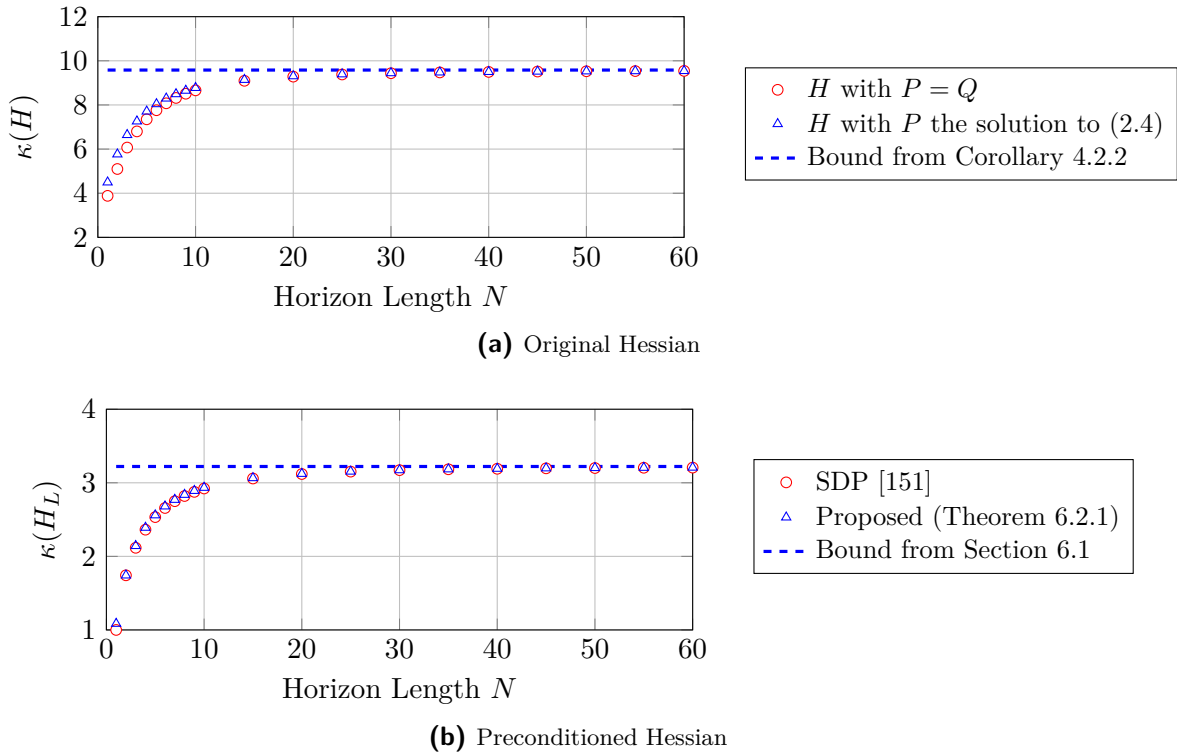 12
10
8
6
4
2
κ(H)
0 10 20 30 40 50 60
Horizon Length N
H with P = Q
H with P the solution to (2.4)
Bound from Corollary 4.2.2
(a) Original Hessian
4
3
2
1
κ(H_L)
0 10 20 30 40 50 60
Horizon Length N
SDP [151]
Proposed (Theorem 6.2.1)
Bound from Section 6.1
(b) Preconditioned Hessian